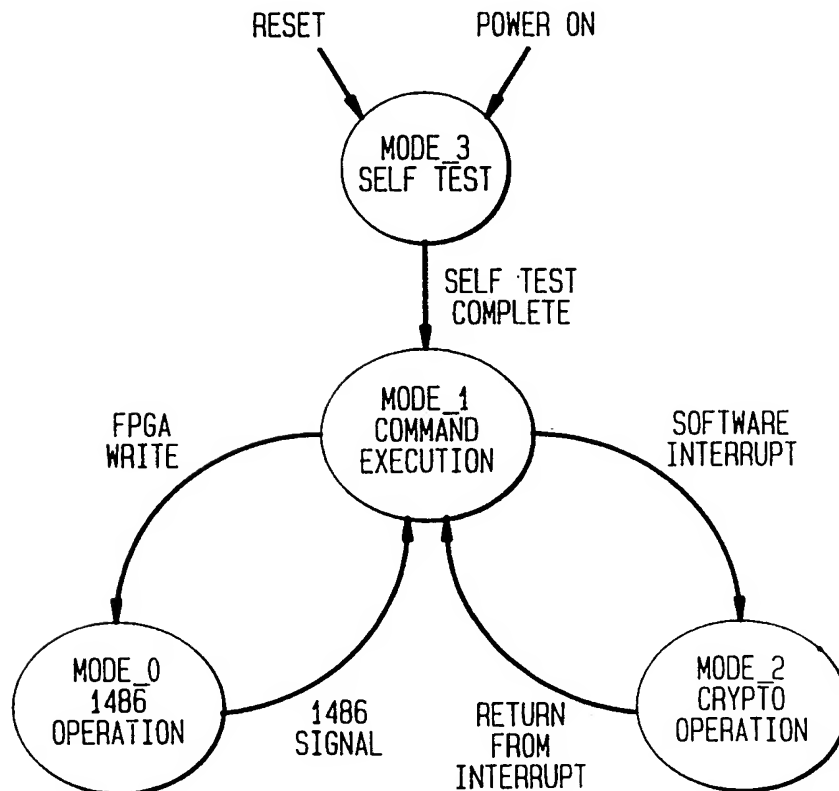 RESET
POWER ON
MODE_3
SELF TEST
SELF TEST
COMPLETE
MODE_1
COMMAND
EXECUTION
FPGA
WRITE
SOFTWARE
INTERRUPT
MODE_0
1486
OPERATION
1486
SIGNAL
RETURN
FROM
INTERRUPT
MODE_2
CRYPTO
OPERATION